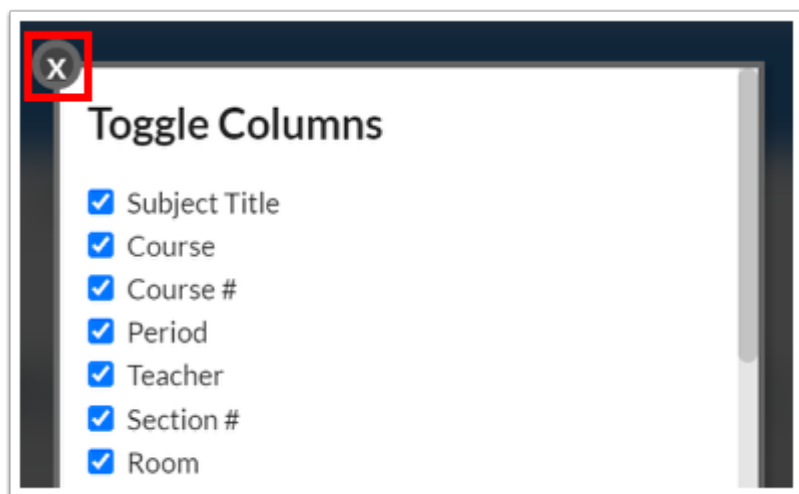 x
Toggle Columns
Subject Title
Course
Course #
Period
Teacher
Section #
Room